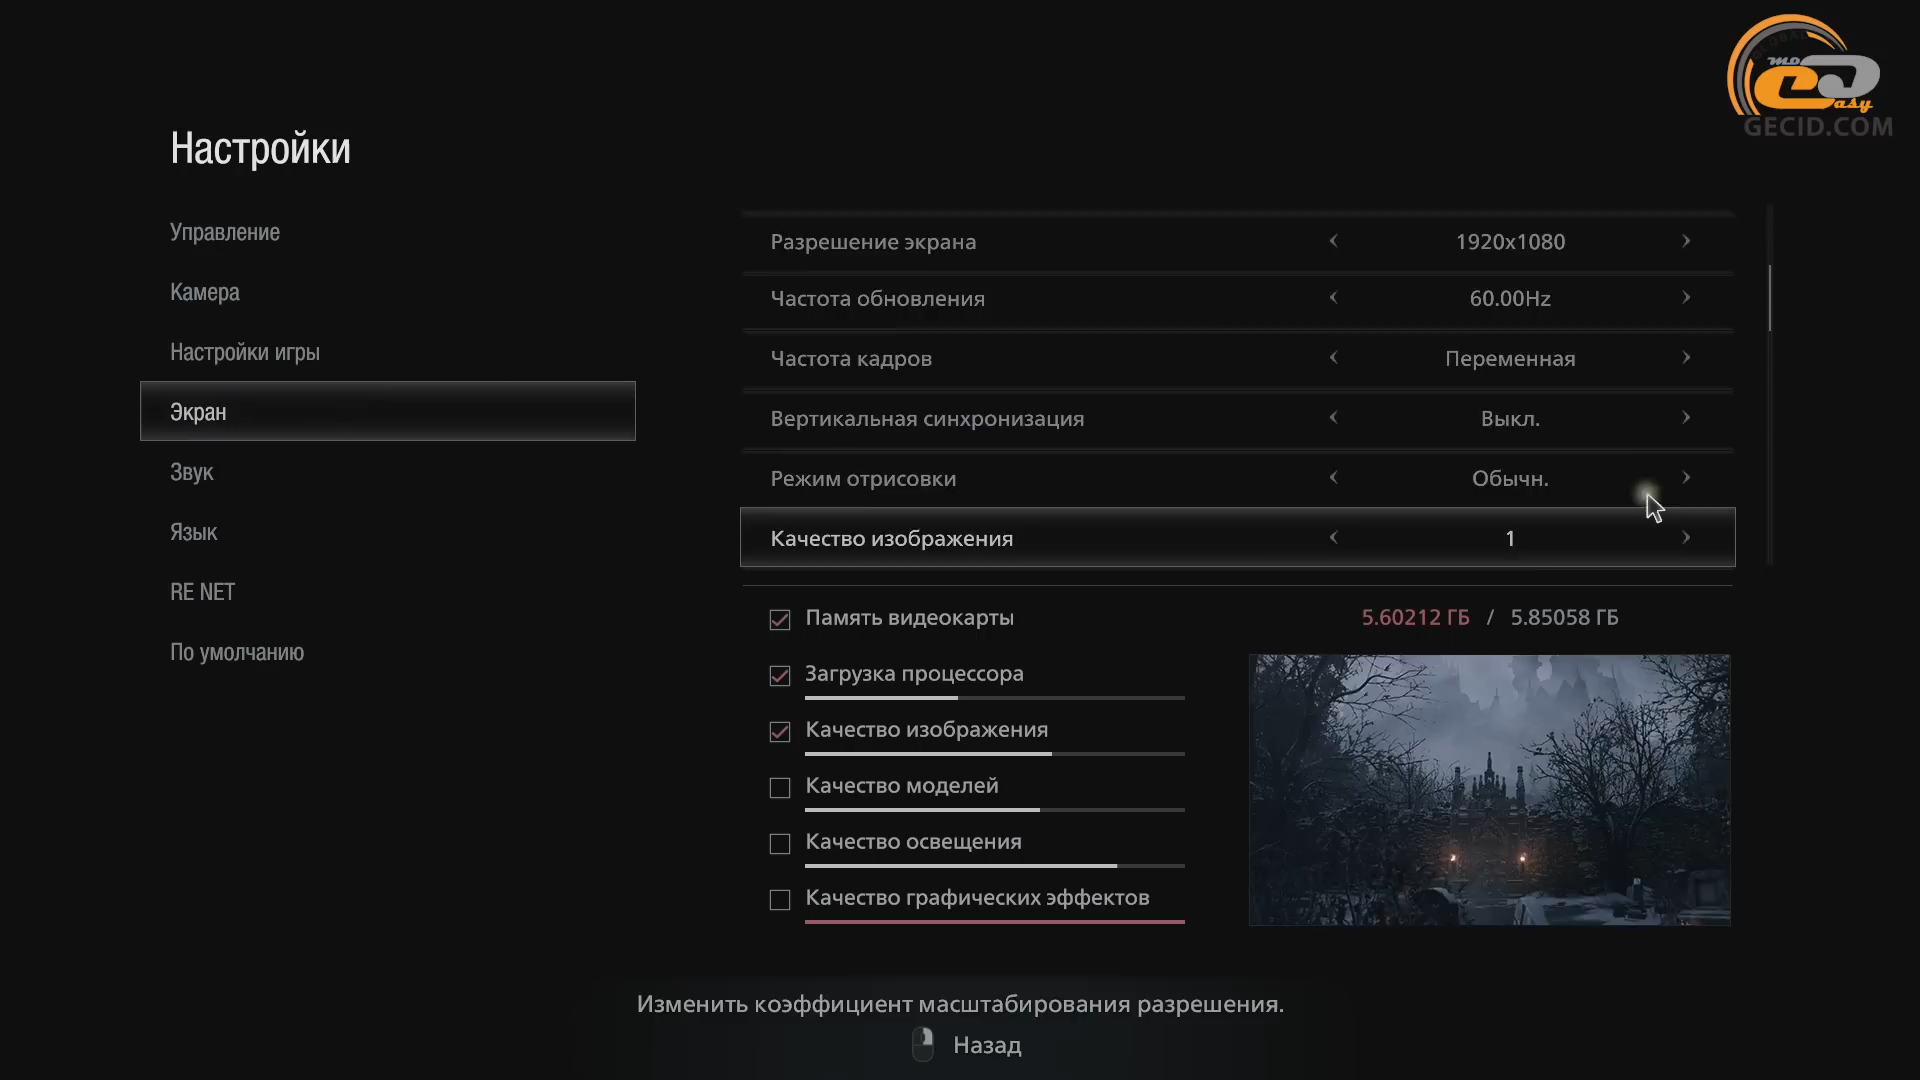 GECID.COM
Настройки
Управление
Камера
Настройки игры
Экран
Звук
Язык
RE NET
По умолчанию
Разрешение экрана 1920x1080
Частота обновления 60.00Hz
Частота кадров Переменная
Вертикальная синхронизация Выкл.
Режим отрисовки Обычн.
Качество изображения 1
Память видеокарты 5.60212 ГБ / 5.85058 ГБ
Загрузка процессора
Качество изображения
Качество моделей
Качество освещения
Качество графических эффектов
Изменить коэффициент масштабирования разрешения.
Назад